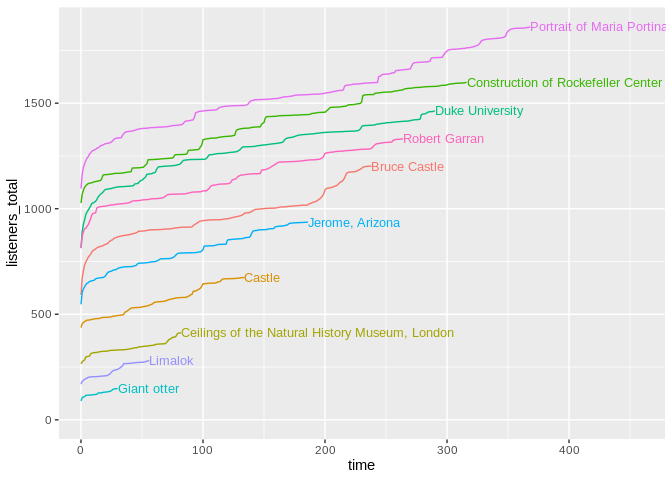 Portrait of Maria Portina
Construction of Rockefeller Center
1500
Duke University
Robert Garran
Bruce Castle
listeners_total
1000
Jerome, Arizona
Castle
500
Ceilings of the Natural History Museum, London
Limalok
Giant otter
0
0 100 200 300 400
time